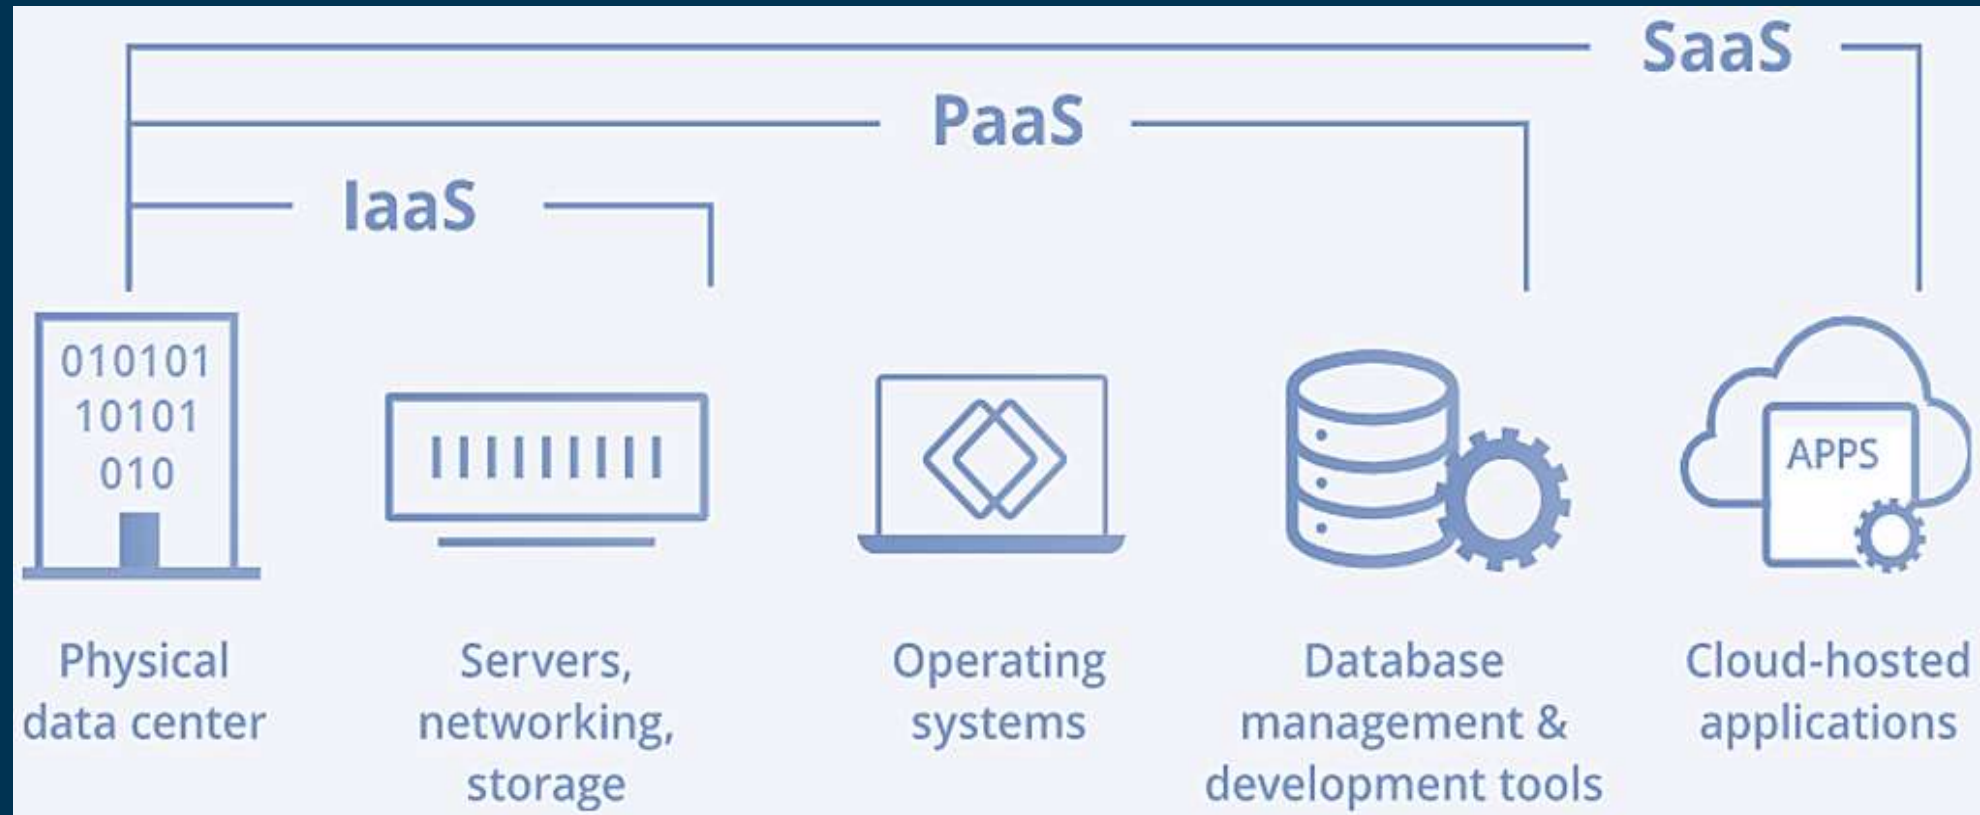 SaaS
PaaS
IaaS
010101
10101
010
APPS
Physical
data center
Servers,
networking,
storage
Operating
systems
Database
management &
development tools
Cloud-hosted
applications